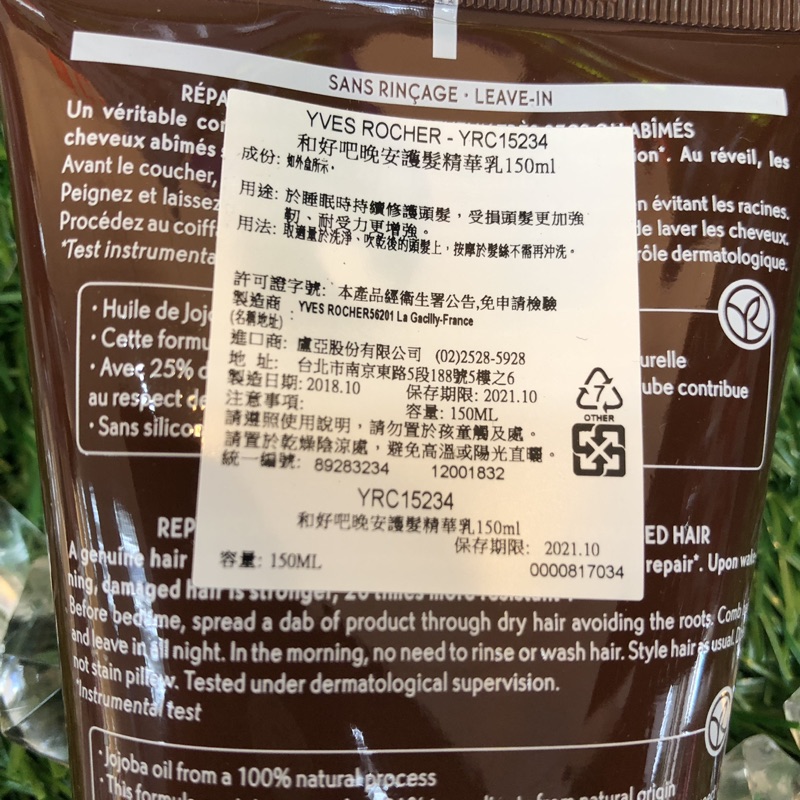 SANS RINÇAGE · LEAVE-IN
RÉPA
ABÎMÉS
Un véritable
cheveux abîmés
Au réveil, les
Avant le coucher,
Peignez et laissez
en évitant les racines.
Procédez au coiff
de laver les cheveux.
*Test instrumenta
rôle dermatologique.
YVES ROCHER - YRC15234
和好吧晚安護髮精華乳150ml
成份: 如外盒所示.
用途: 於睡眠時持續修護頭髮，受損頭髮更加強
韌、耐受力更增強。
用法: 取適量於洗淨、吹乾後的頭髮上，按摩於髮絲不需再沖洗。
許可證字號: 本產品經衛生署公告,免申請檢驗
製造商
(名稱地址) : YVES ROCHER56201 La Gacilly-France
進口商: 盧亞股份有限公司 (02)2528-5928
地 址: 台北市南京東路5段188號5樓之6
製造日期: 2018.10 保存期限: 2021.10
注意事項: 容量: 150ML
請遵照使用說明，請勿置於孩童觸及處。
請置於乾燥陰涼處，避免高溫或陽光直曬。
統一編號: 89283234 12001832
YRC15234
和好吧晚安護髮精華乳150ml
保存期限: 2021.10
容量: 150ML
0000817034
7
OTHER
· Huile de Joj
· Cette formu
urelle
· Avec 25% d
ube contribue
au respect de
· Sans silicon
REP
ED HAIR
A genuine hair
repair*. Upon wake-
ning, damaged hair is stronger, 20 times more resistant*.
Before bedtime, spread a dab of product through dry hair avoiding the roots. Comb
and leave in all night. In the morning, no need to rinse or wash hair. Style hair as usual.
not stain pillow. Tested under dermatological supervision.
*Instrumental test
· Jojoba oil from a 100% natural process
· This formula
from natural origin